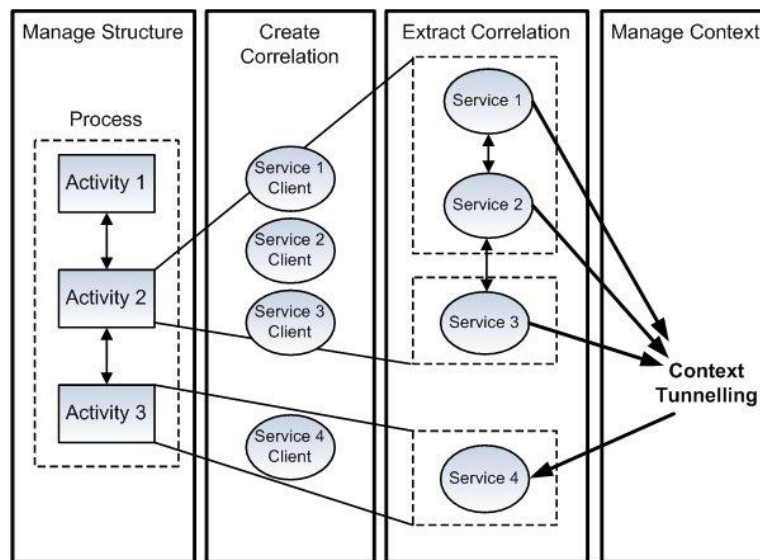 Manage Structure
Create
Correlation
Extract Correlation
Manage Context
Process
Activity 1
Activity 2
Activity 3
Service 1
Client
Service 2
Client
Service 3
Client
Service 4
Client
Service 1
Service 2
Service 3
Service 4
Context
Tunnelling